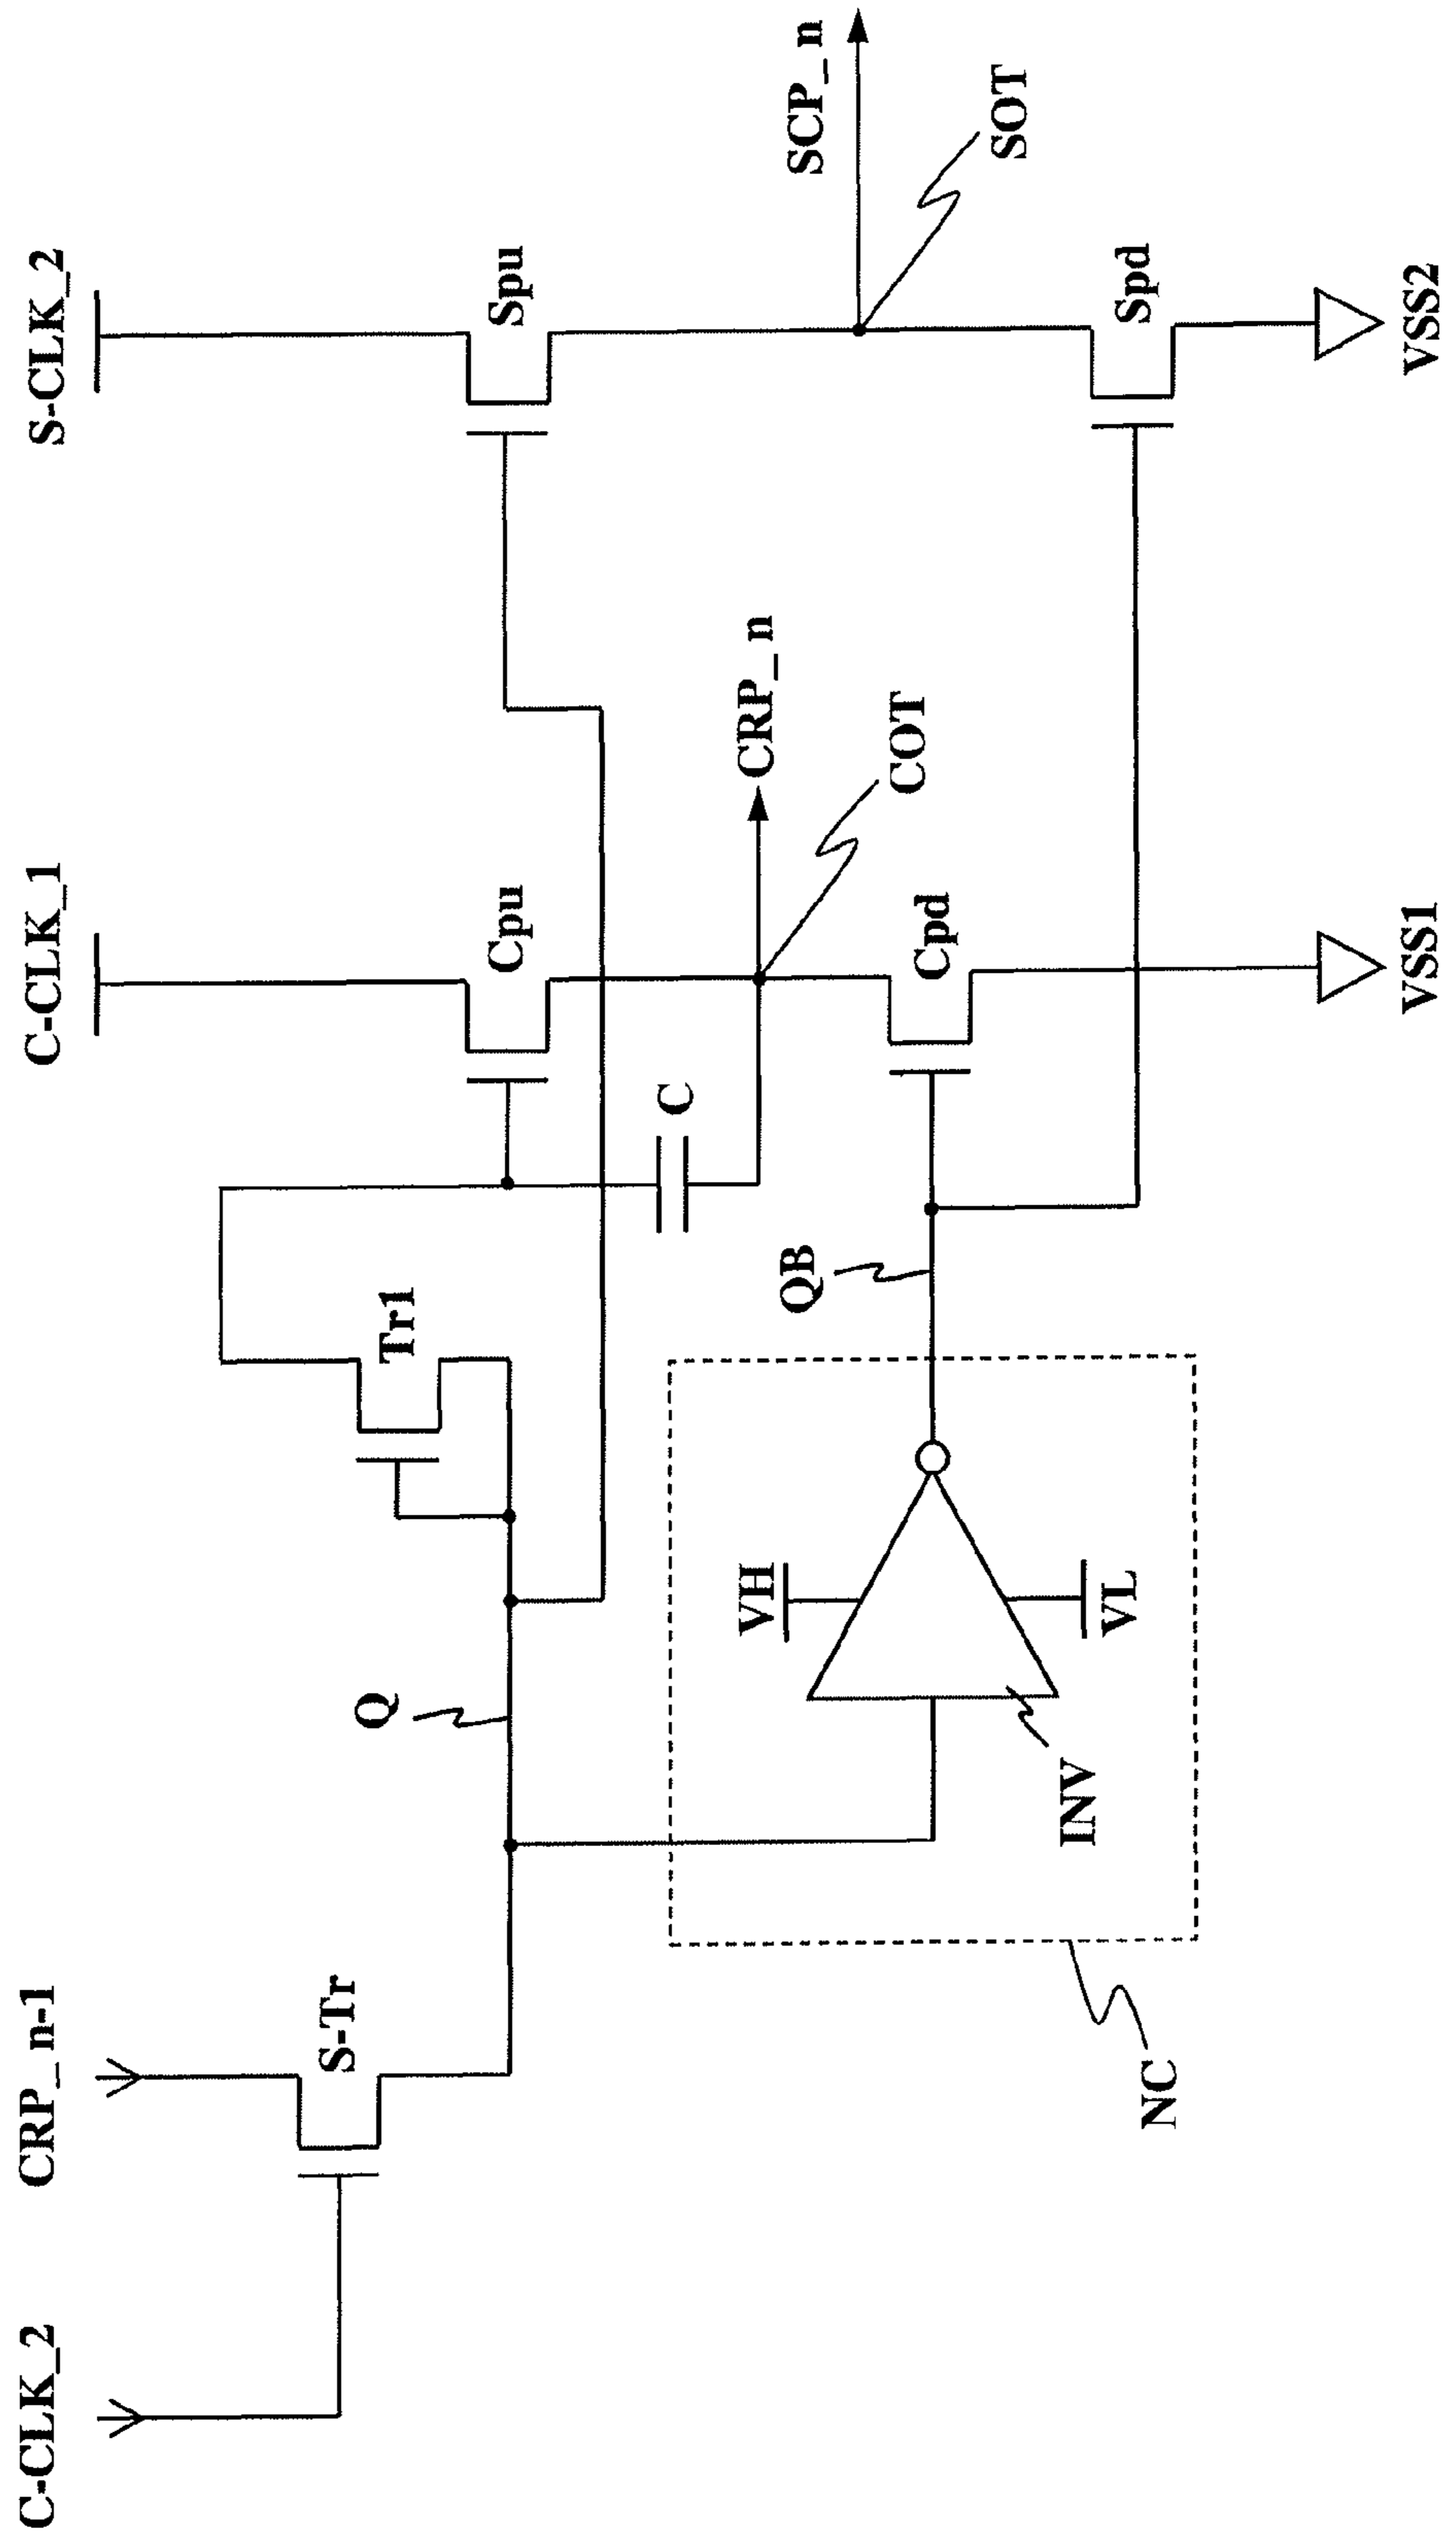 C-CLK_2
CRP_n-1
C-CLK_1
S-CLK_2
S-Tr
Q
Tr1
Cpu
Spu
C
CRP_n
COT
SCP_n
SOT
VH
INV
VL
QB
Cpd
Spd
NC
VSS1
VSS2